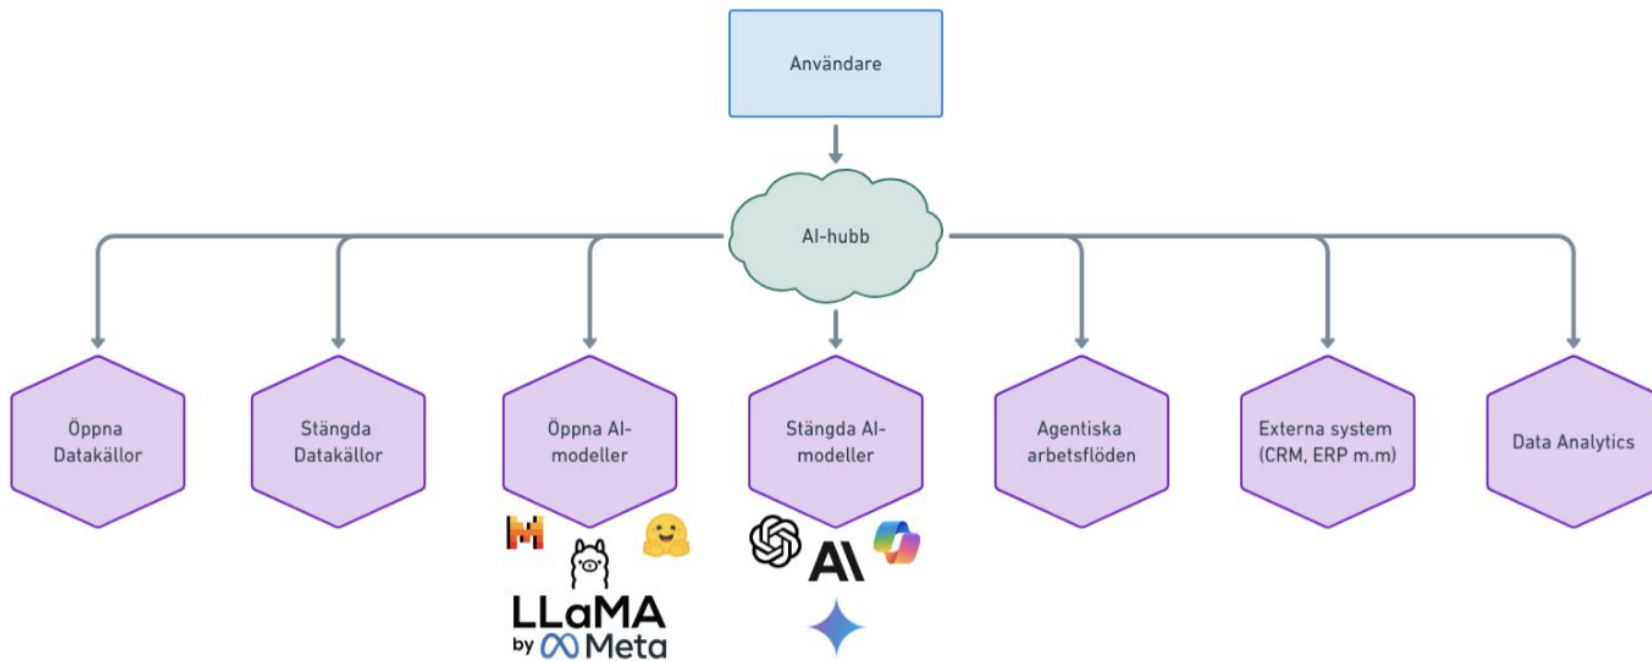 Användare
AI-hubb
Öppna
Datakällor
Stängda
Datakällor
Öppna AI-
modeller
Stängda AI-
modeller
Agentiska
arbetsflöden
Externa system
(CRM, ERP m.m)
Data Analytics
AI
LLaMA
by Meta